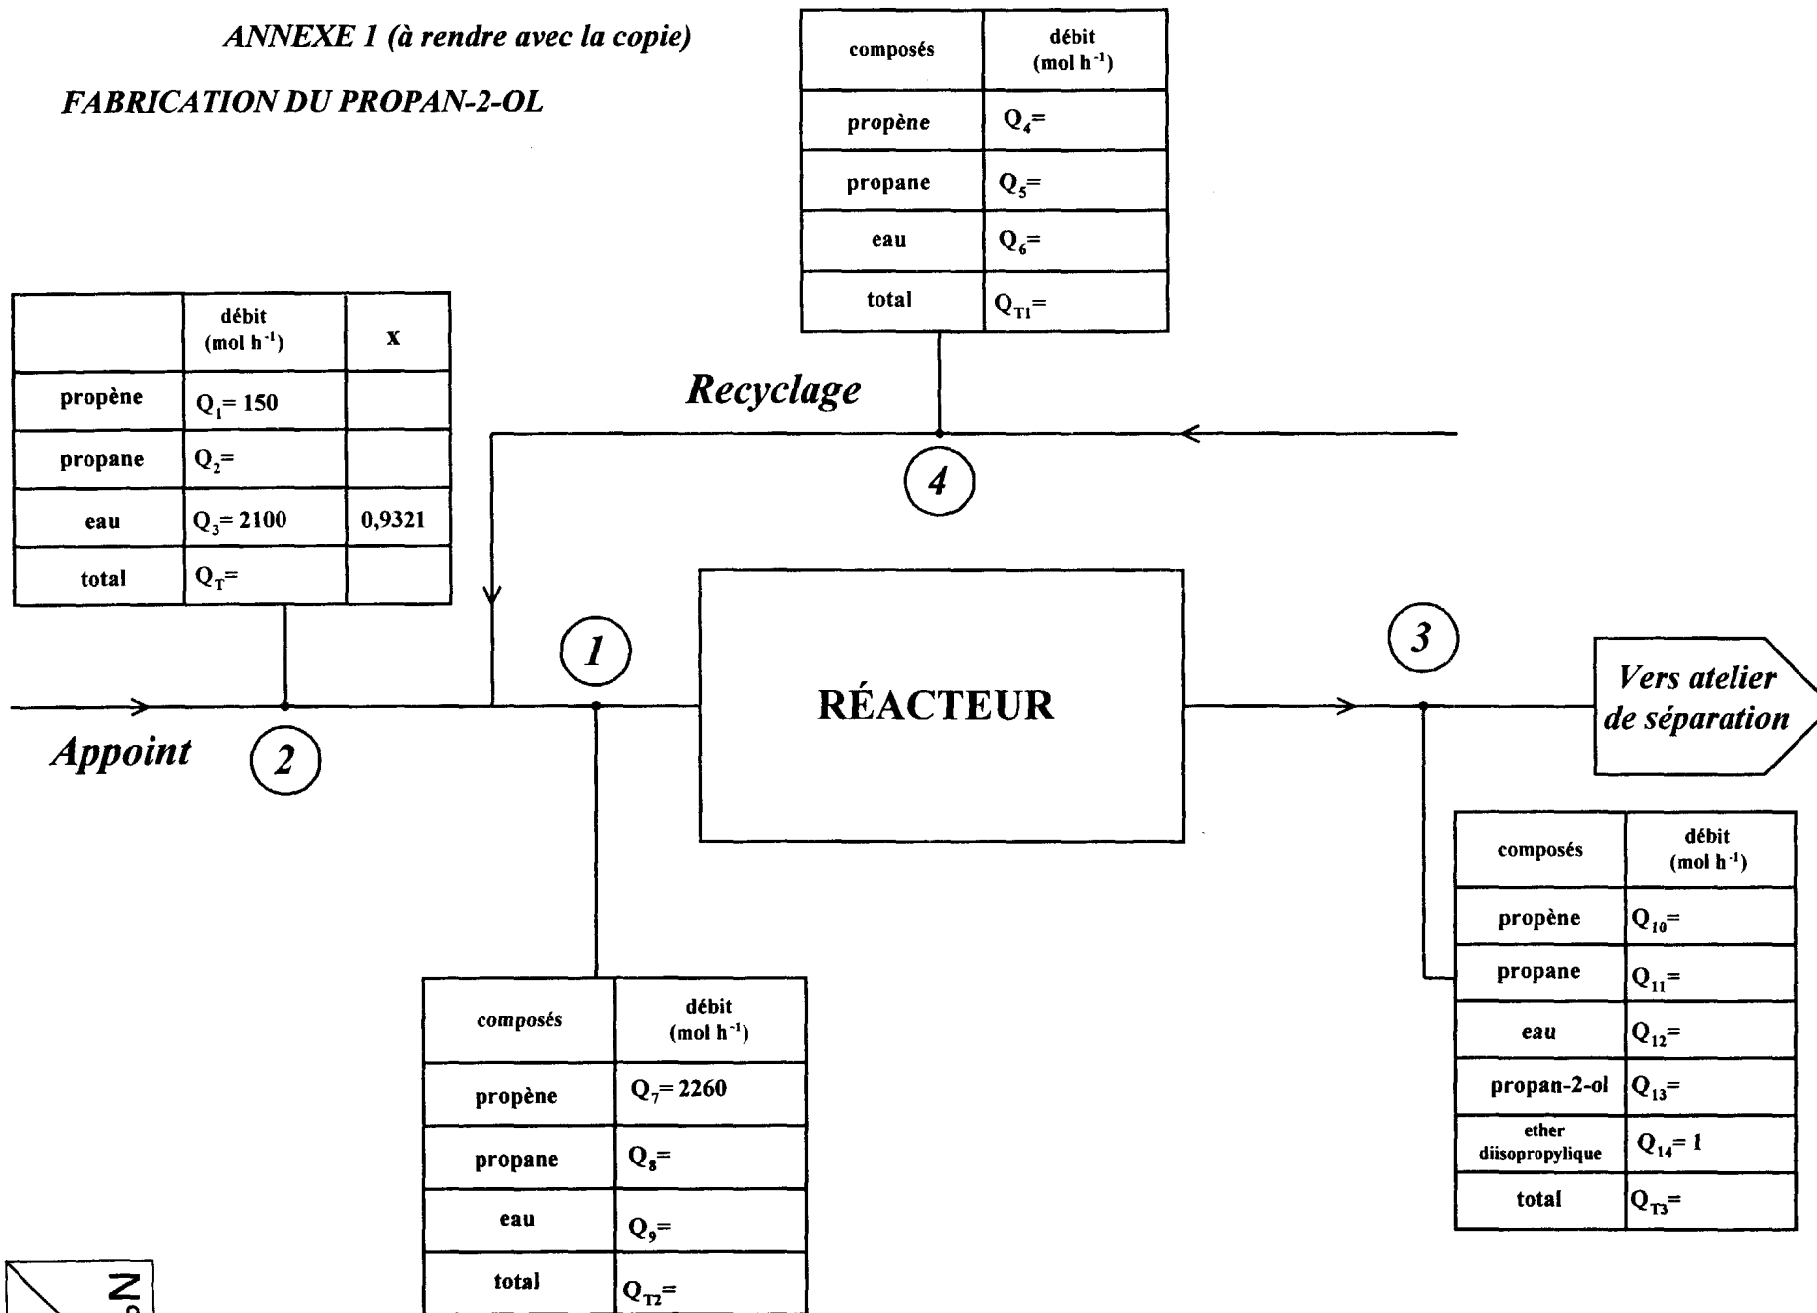 ANNEXE 1 (à rendre avec la copie)
FABRICATION DU PROPAN-2-OL
composés débit (mol h⁻¹)
propène Q₄=
propane Q₅=
eau Q₆=
total Q_T1=
débit (mol h⁻¹) x
propène Q₁= 150
propane Q₂=
eau Q₃= 2100 0,9321
total Q_T=
Recyclage
4
1
RÉACTEUR
3
Vers atelier
de séparation
Appoint
2
composés débit (mol h⁻¹)
propène Q₇= 2260
propane Q₈=
eau Q₉=
total Q_T2=
composés débit (mol h⁻¹)
propène Q₁₀=
propane Q₁₁=
eau Q₁₂=
propan-2-ol Q₁₃=
ether diisopropylique Q₁₄= 1
total Q_T3=